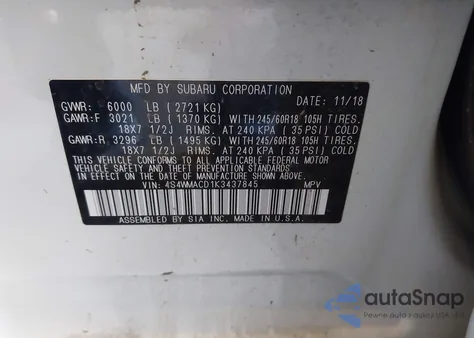 MFD BY SUBARU CORPORATION
GVWR: 6000 LB ( 2721 KG) DATE: 11/18
GAWR:F 3021 LB ( 1370 KG) WITH 245/60R18 105H TIRES.
18X7 1/2J RIMS. AT 240 KPA ( 35 PSI) COLD
GAWR:R 3296 LB ( 1495 KG) WITH 245/60R18 105H TIRES.
18X7 1/2J RIMS. AT 240 KPA ( 35 PSI) COLD
THIS VEHICLE CONFORMS TO ALL APPLICABLE FEDERAL MOTOR
VEHICLE SAFETY STANDARDS IN EFFECT ON THE DATE OF
MANUFACTURE SHOWN ABOVE.
VIN: 4S4WMACD1K3437845 MPV
ASSEMBLED BY SIA INC. MADE IN U.S.A.
autoSnap
Pewne auta i nauka z USA